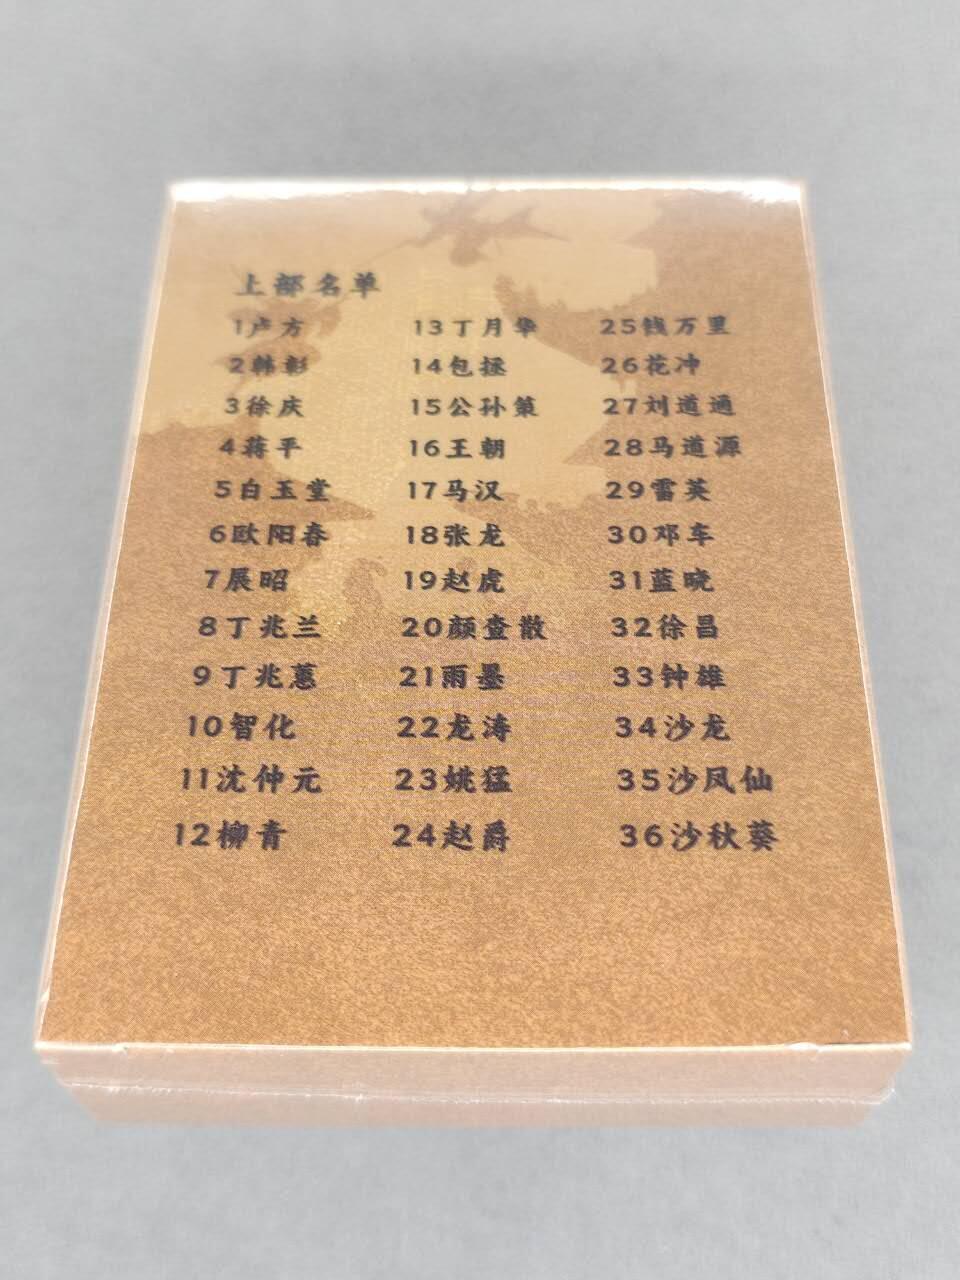 上部名单
1卢方
2韩彰
3徐庆
4蒋平
5白玉堂
6欧阳春
7展昭
8丁兆兰
9丁兆蕙
10智化
11沈仲元
12柳青
13丁月华
14包拯
15公孙策
16王朝
17马汉
18张龙
19赵虎
20颜查散
21雨墨
22龙涛
23姚猛
24赵爵
25钱万里
26花冲
27刘道通
28马道源
29雷英
30邓车
31蓝晓
32徐昌
33钟雄
34沙龙
35沙凤仙
36沙秋葵